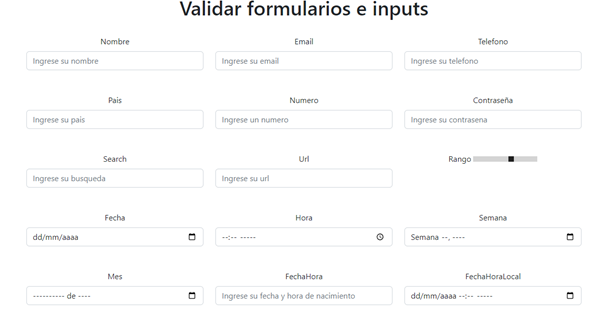 Validar formularios e inputs
Nombre Email Telefono
Ingrese su nombre Ingrese su email Ingrese su telefono
Pais Numero Contraseña
Ingrese su pais Ingrese un numero Ingrese su contrasena
Search Url Rango
Ingrese su busqueda Ingrese su url
Fecha Hora Semana
dd/mm/aaaa --:-- ----- Semana --, ----
Mes FechaHora FechaHoraLocal
---------- de ---- Ingrese su fecha y hora de nacimiento dd/mm/aaaa --:-- -----